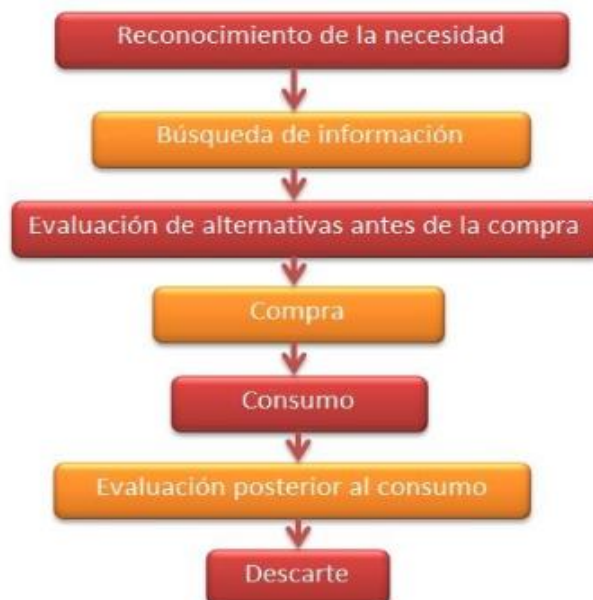 Reconocimiento de la necesidad
Búsqueda de información
Evaluación de alternativas antes de la compra
Compra
Consumo
Evaluación posterior al consumo
Descarte